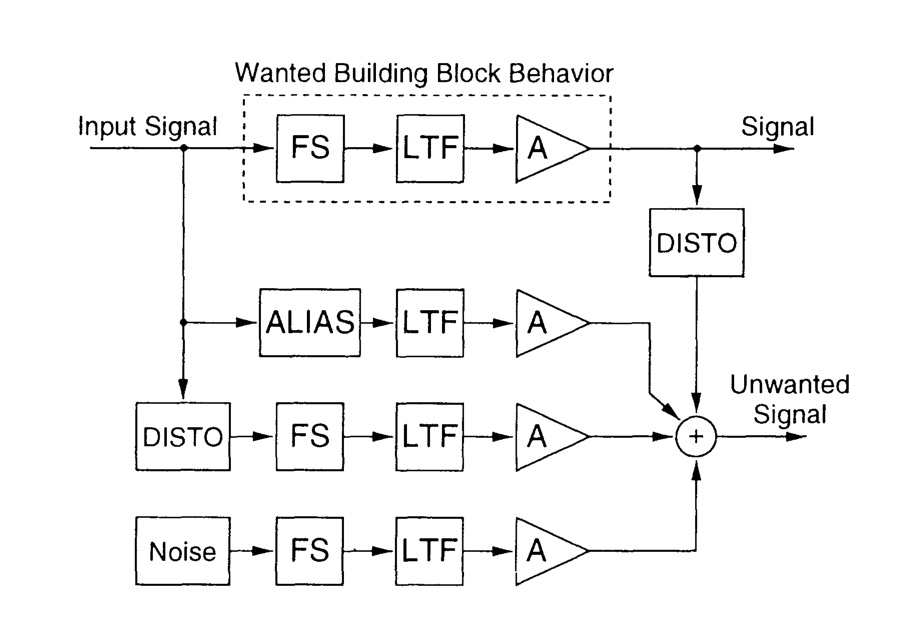 Wanted Building Block Behavior
Input Signal
Signal
FS
LTF
A
DISTO
ALIAS
LTF
A
Unwanted
Signal
DISTO
FS
LTF
A
+
Noise
FS
LTF
A